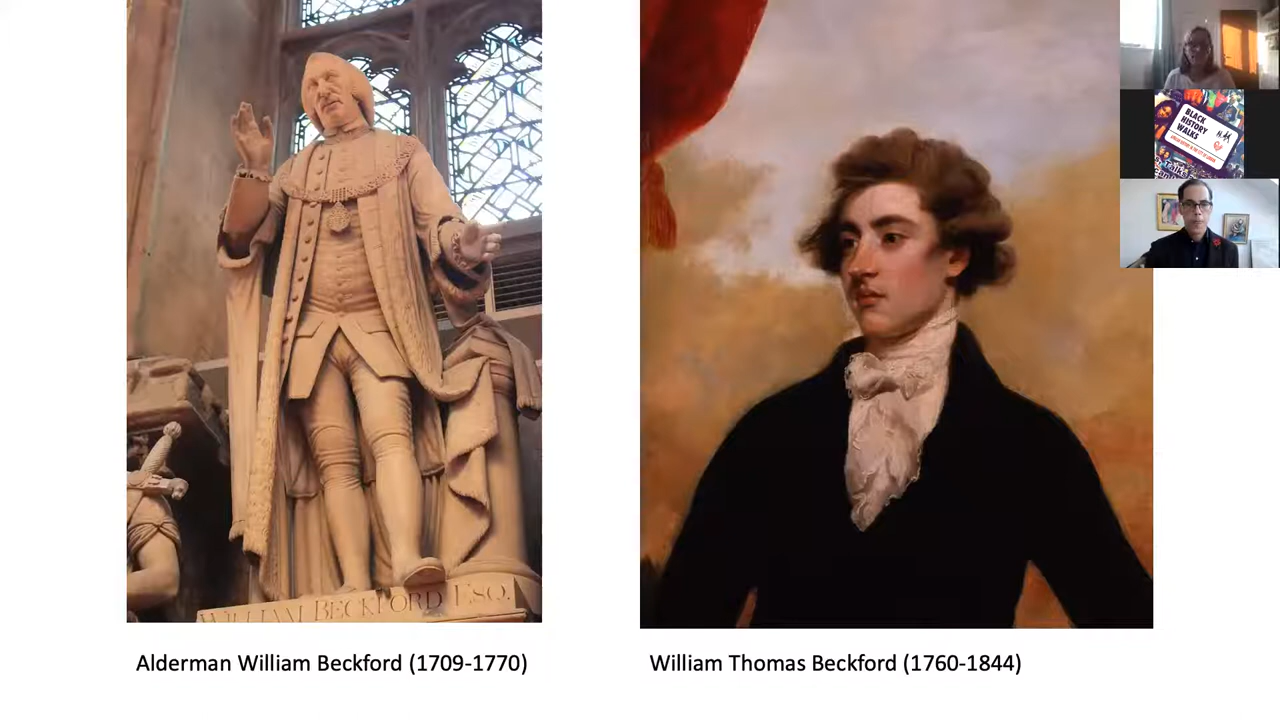 WILLIAM BECKFORD ESQ.
Alderman William Beckford (1709-1770)
William Thomas Beckford (1760-1844)
BLACK
HISTORY
WALKS